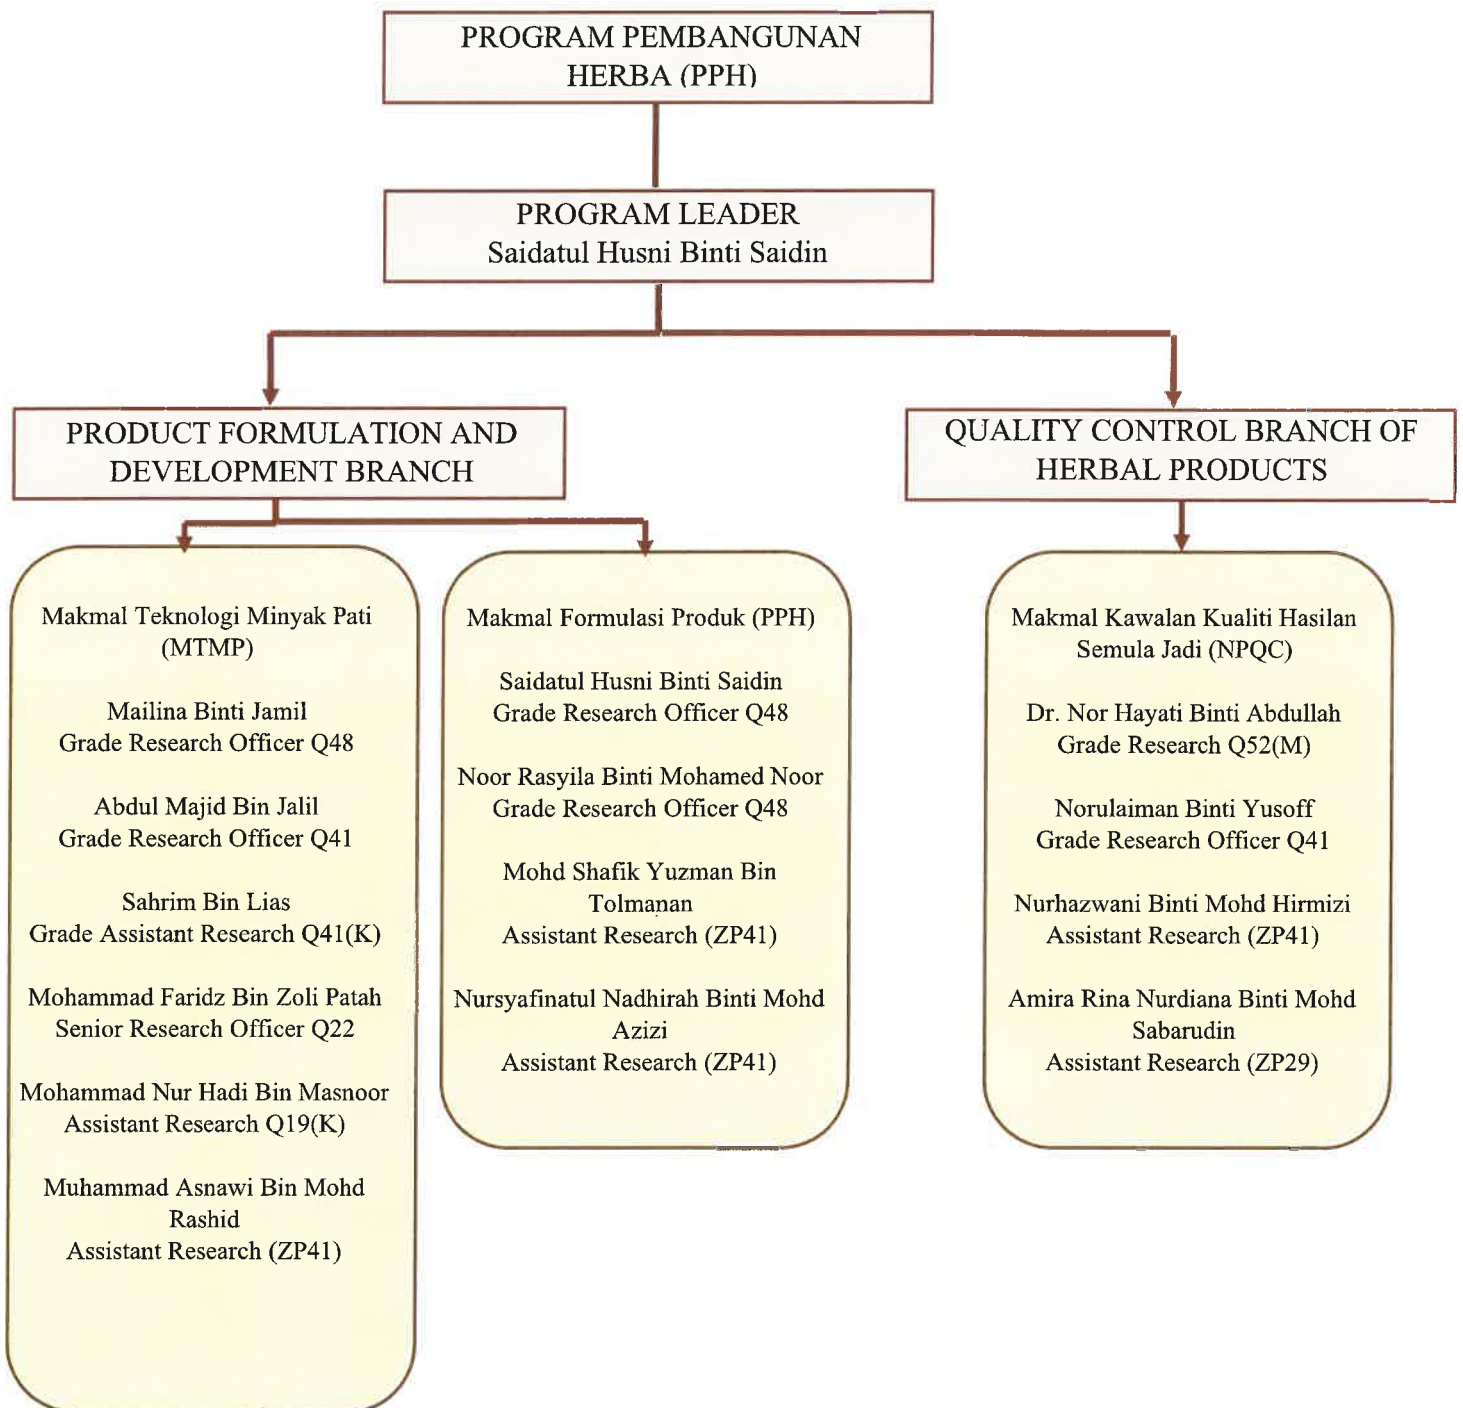 PROGRAM PEMBANGUNAN
HERBA (PPH)
PROGRAM LEADER
Saidatul Husni Binti Saidin
PRODUCT FORMULATION AND
DEVELOPMENT BRANCH
QUALITY CONTROL BRANCH OF
HERBAL PRODUCTS
Makmal Teknologi Minyak Pati
(MTMP)
Mailina Binti Jamil
Grade Research Officer Q48
Abdul Majid Bin Jalil
Grade Research Officer Q41
Sahrim Bin Lias
Grade Assistant Research Q41(K)
Mohammad Faridz Bin Zoli Patah
Senior Research Officer Q22
Mohammad Nur Hadi Bin Masnoor
Assistant Research Q19(K)
Muhammad Asnawi Bin Mohd
Rashid
Assistant Research (ZP41)
Makmal Formulasi Produk (PPH)
Saidatul Husni Binti Saidin
Grade Research Officer Q48
Noor Rasyila Binti Mohamed Noor
Grade Research Officer Q48
Mohd Shafik Yuzman Bin
Tolmanan
Assistant Research (ZP41)
Nursyafinatul Nadhirah Binti Mohd
Azizi
Assistant Research (ZP41)
Makmal Kawalan Kualiti Hasilan
Semula Jadi (NPQC)
Dr. Nor Hayati Binti Abdullah
Grade Research Q52(M)
Norulaiman Binti Yusoff
Grade Research Officer Q41
Nurhazwani Binti Mohd Hirmizi
Assistant Research (ZP41)
Amira Rina Nurdiana Binti Mohd
Sabarudin
Assistant Research (ZP29)